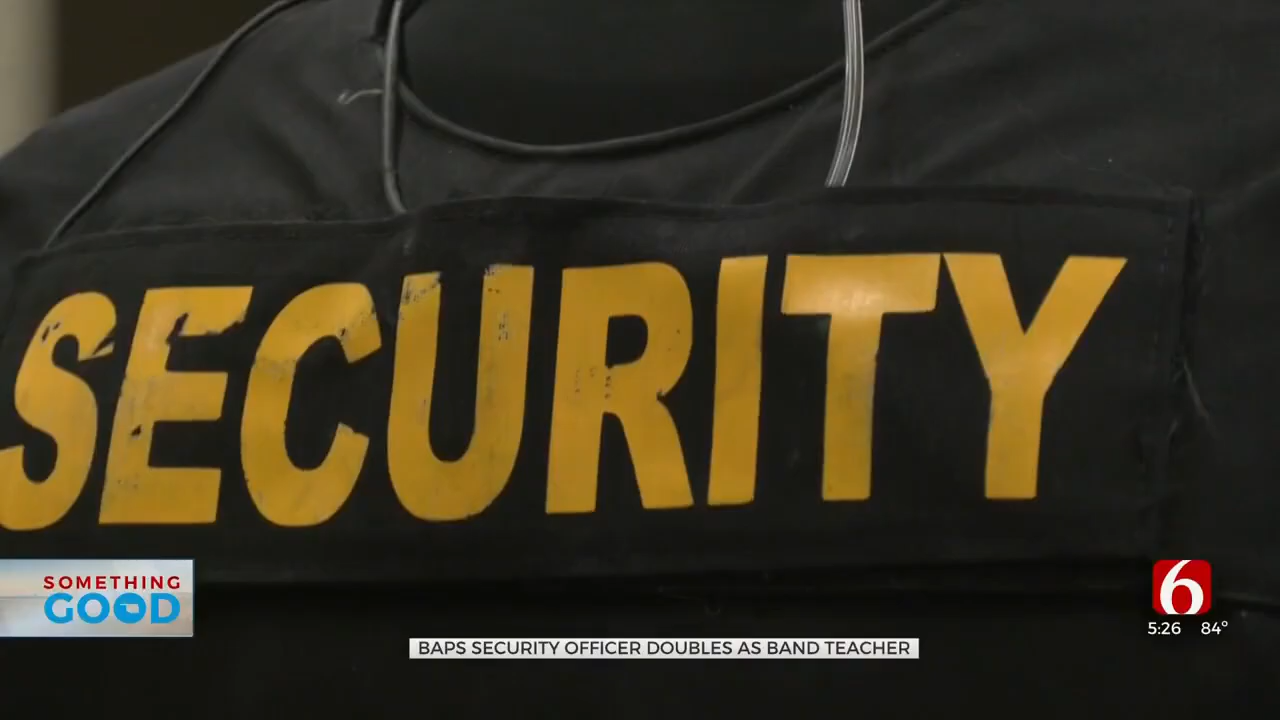 SECURITY
SOMETHING
GOOD
6
5:26 84°
BAPS SECURITY OFFICER DOUBLES AS BAND TEACHER